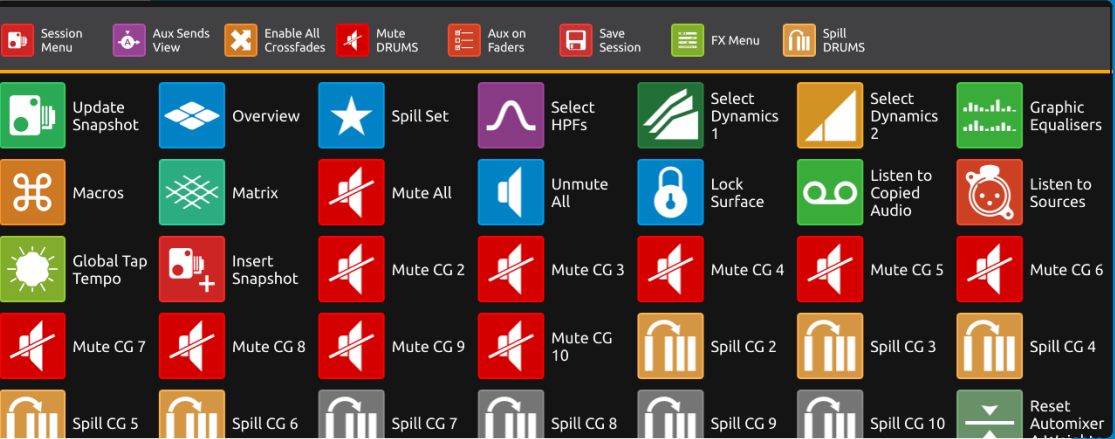 Session
Menu
Aux Sends
View
Enable All
Crossfades
Mute
DRUMS
Aux on
Faders
Save
Session
FX Menu
Spill
DRUMS
Update
Snapshot
Overview
Spill Set
Select
HPFs
Select
Dynamics
1
Select
Dynamics
2
Graphic
Equalisers
Macros
Matrix
Mute All
Unmute
All
Lock
Surface
Listen to
Copied
Audio
Listen to
Sources
Global Tap
Tempo
Insert
Snapshot
Mute CG 2
Mute CG 3
Mute CG 4
Mute CG 5
Mute CG 6
Mute CG 7
Mute CG 8
Mute CG 9
Mute CG
10
Spill CG 2
Spill CG 3
Spill CG 4
Spill CG 5
Spill CG 6
Spill CG 7
Spill CG 8
Spill CG 9
Spill CG 10
Reset
Automixer